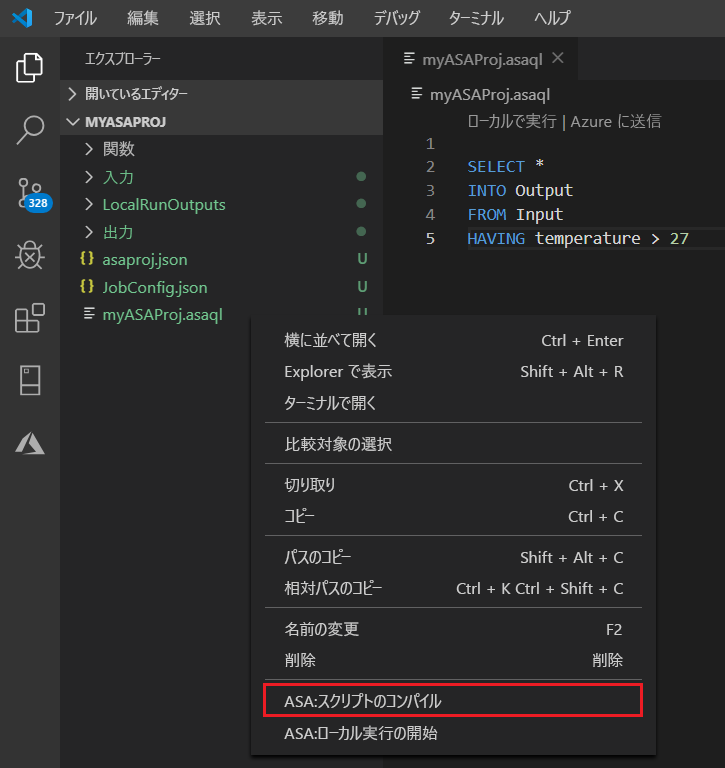 ファイル 編集 選択 表示 移動 デバッグ ターミナル ヘルプ
エクスプローラー
開いているエディター
MYASAPROJ
関数
入力
LocalRunOutputs
出力
asaproj.json U
JobConfig.json U
myASAProj.asaql U
328
myASAProj.asaql
myASAProj.asaql
ローカルで実行 | Azure に送信
1
2 SELECT *
3 INTO Output
4 FROM Input
5 HAVING temperature > 27
横に並べて開く Ctrl + Enter
Explorer で表示 Shift + Alt + R
ターミナルで開く
比較対象の選択
切り取り Ctrl + X
コピー Ctrl + C
パスのコピー Shift + Alt + C
相対パスのコピー Ctrl + K Ctrl + Shift + C
名前の変更 F2
削除 削除
ASA:スクリプトのコンパイル
ASA:ローカル実行の開始